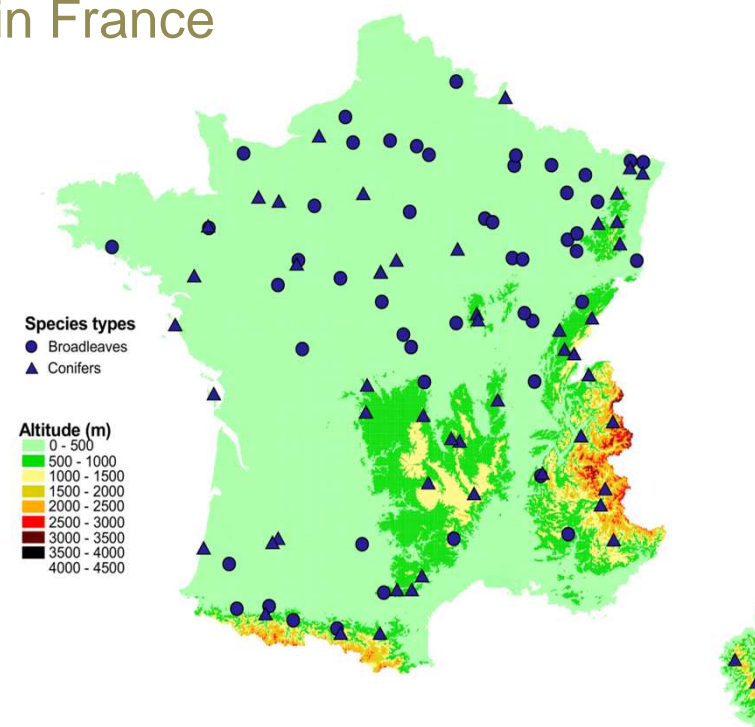 in France
Species types
Broadleaves
Conifers
Altitude (m)
0 - 500
500 - 1000
1000 - 1500
1500 - 2000
2000 - 2500
2500 - 3000
3000 - 3500
3500 - 4000
4000 - 4500